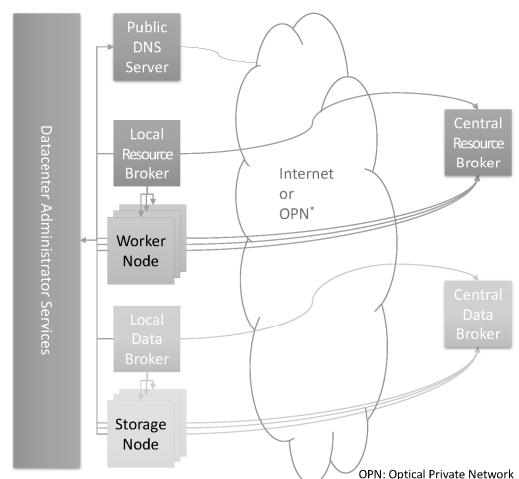 Datacenter Administrator Services
Public
DNS
Server
Local
Resource
Broker
Worker
Node
Local
Data
Broker
Storage
Node
Internet
or
OPN*
Central
Resource
Broker
Central
Data
Broker
OPN: Optical Private Network